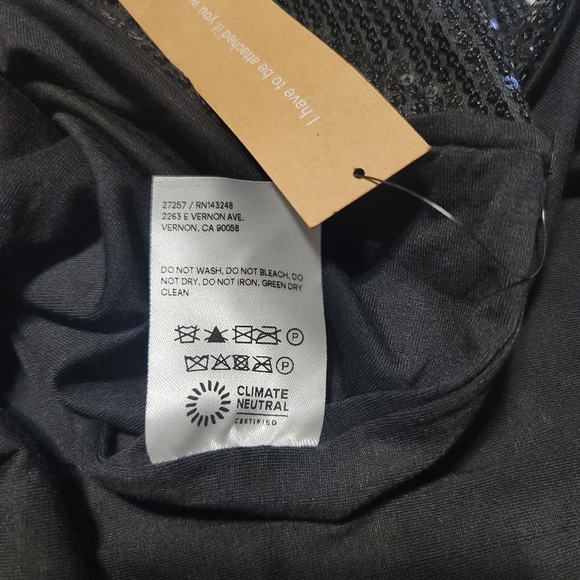 I have to be attached if you w
27257 / RN143248
2263 E VERNON AVE.
VERNON, CA 90058
DO NOT WASH, DO NOT BLEACH, DO
NOT DRY, DO NOT IRON, GREEN DRY
CLEAN
P
P
CLIMATE
NEUTRAL
CERTIFIED